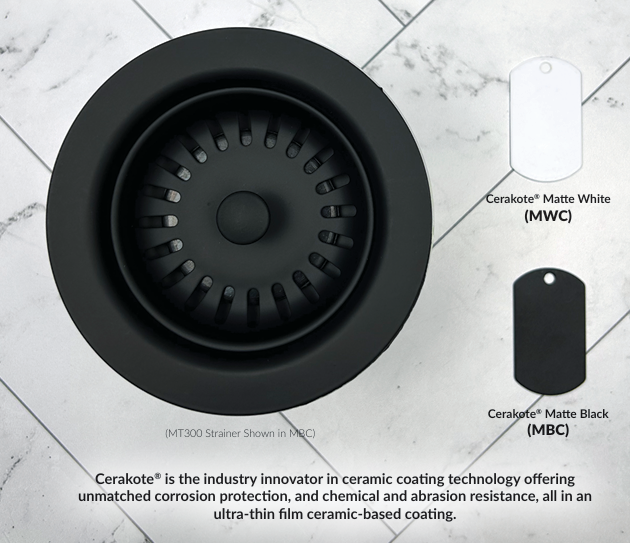 Cerakote® Matte White
(MWC)
Cerakote® Matte Black
(MBC)
(MT300 Strainer Shown in MBC)
Cerakote® is the industry innovator in ceramic coating technology offering
unmatched corrosion protection, and chemical and abrasion resistance, all in an
ultra-thin film ceramic-based coating.